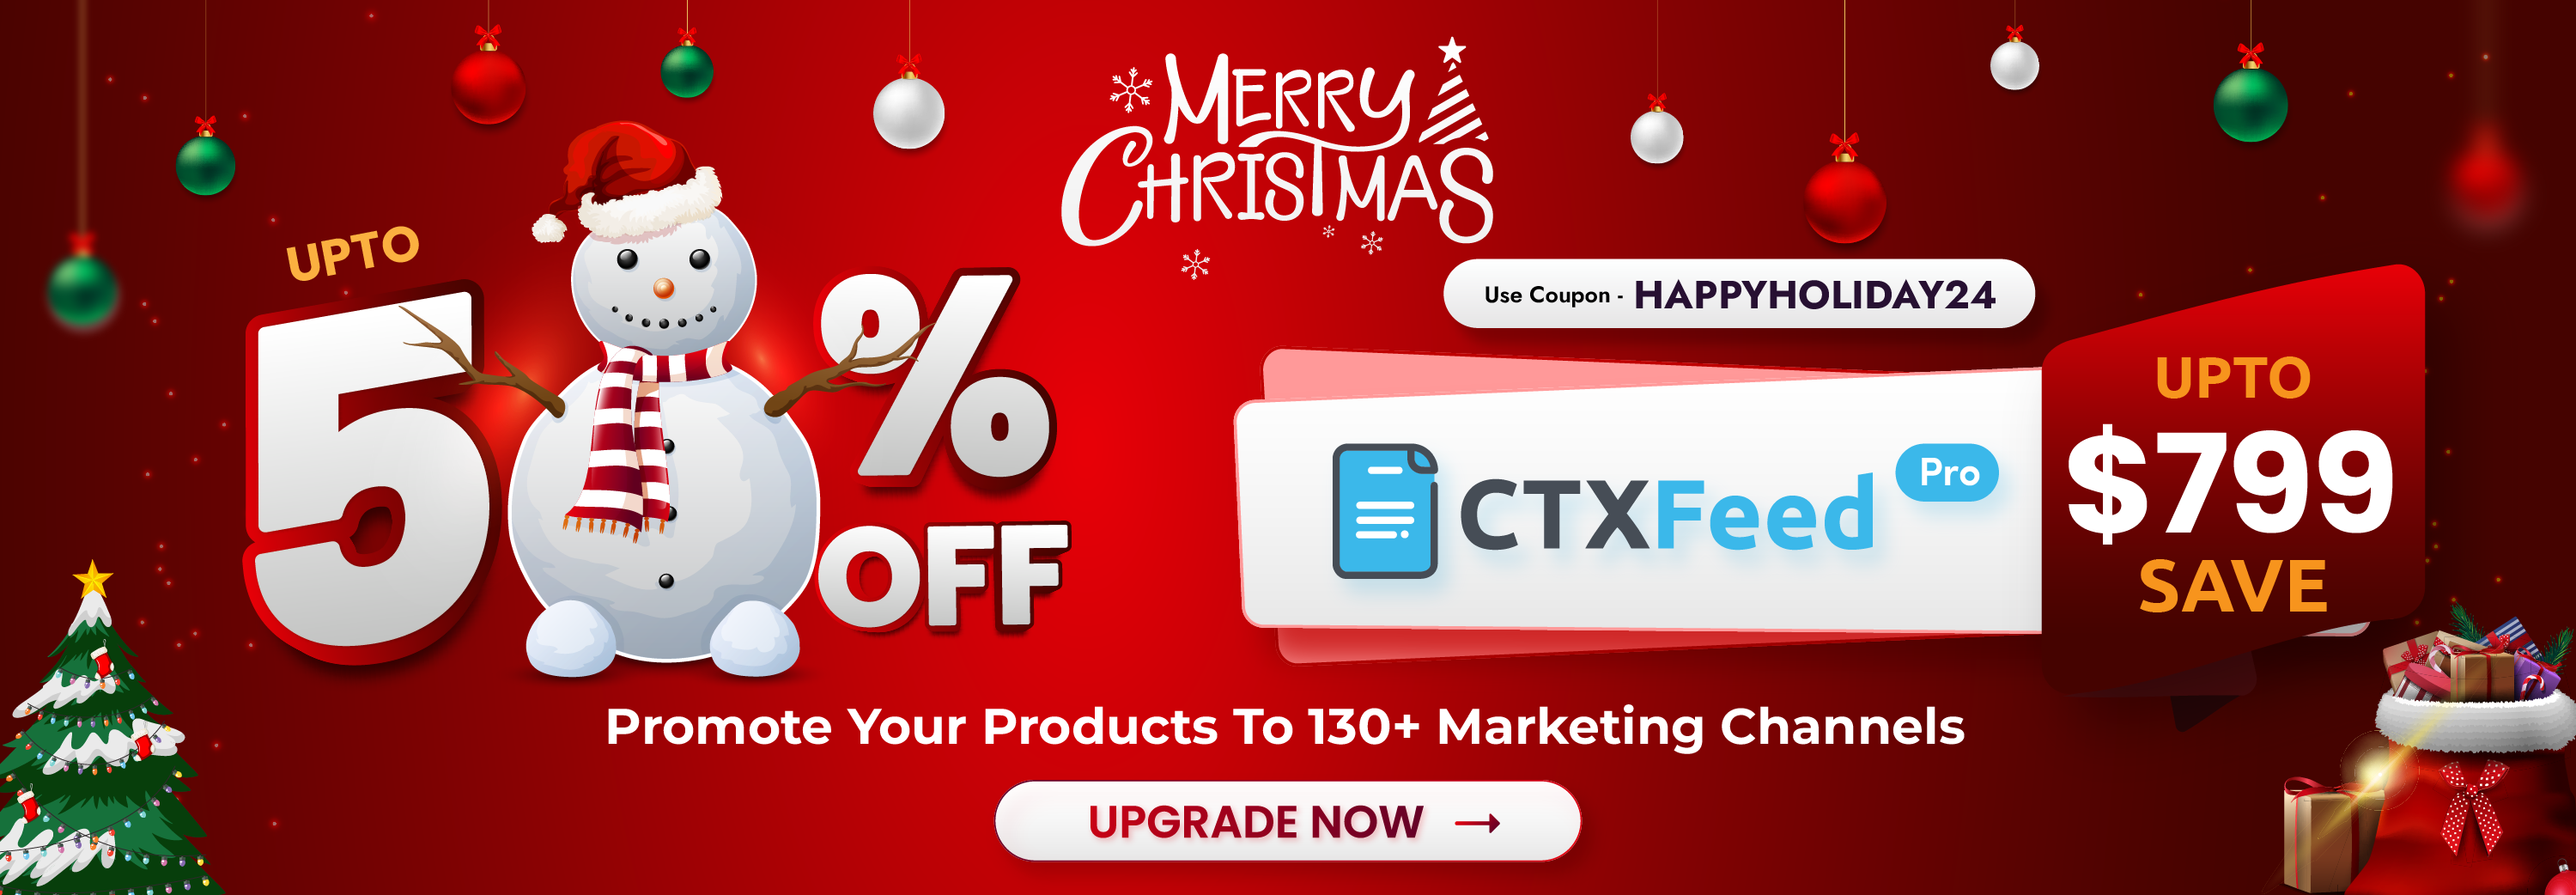 MERRY
CHRISTMAS
UPTO
50%
OFF
Use Coupon - HAPPYHOLIDAY24
CTXFeed Pro
UPTO
$799
SAVE
Promote Your Products To 130+ Marketing Channels
UPGRADE NOW →